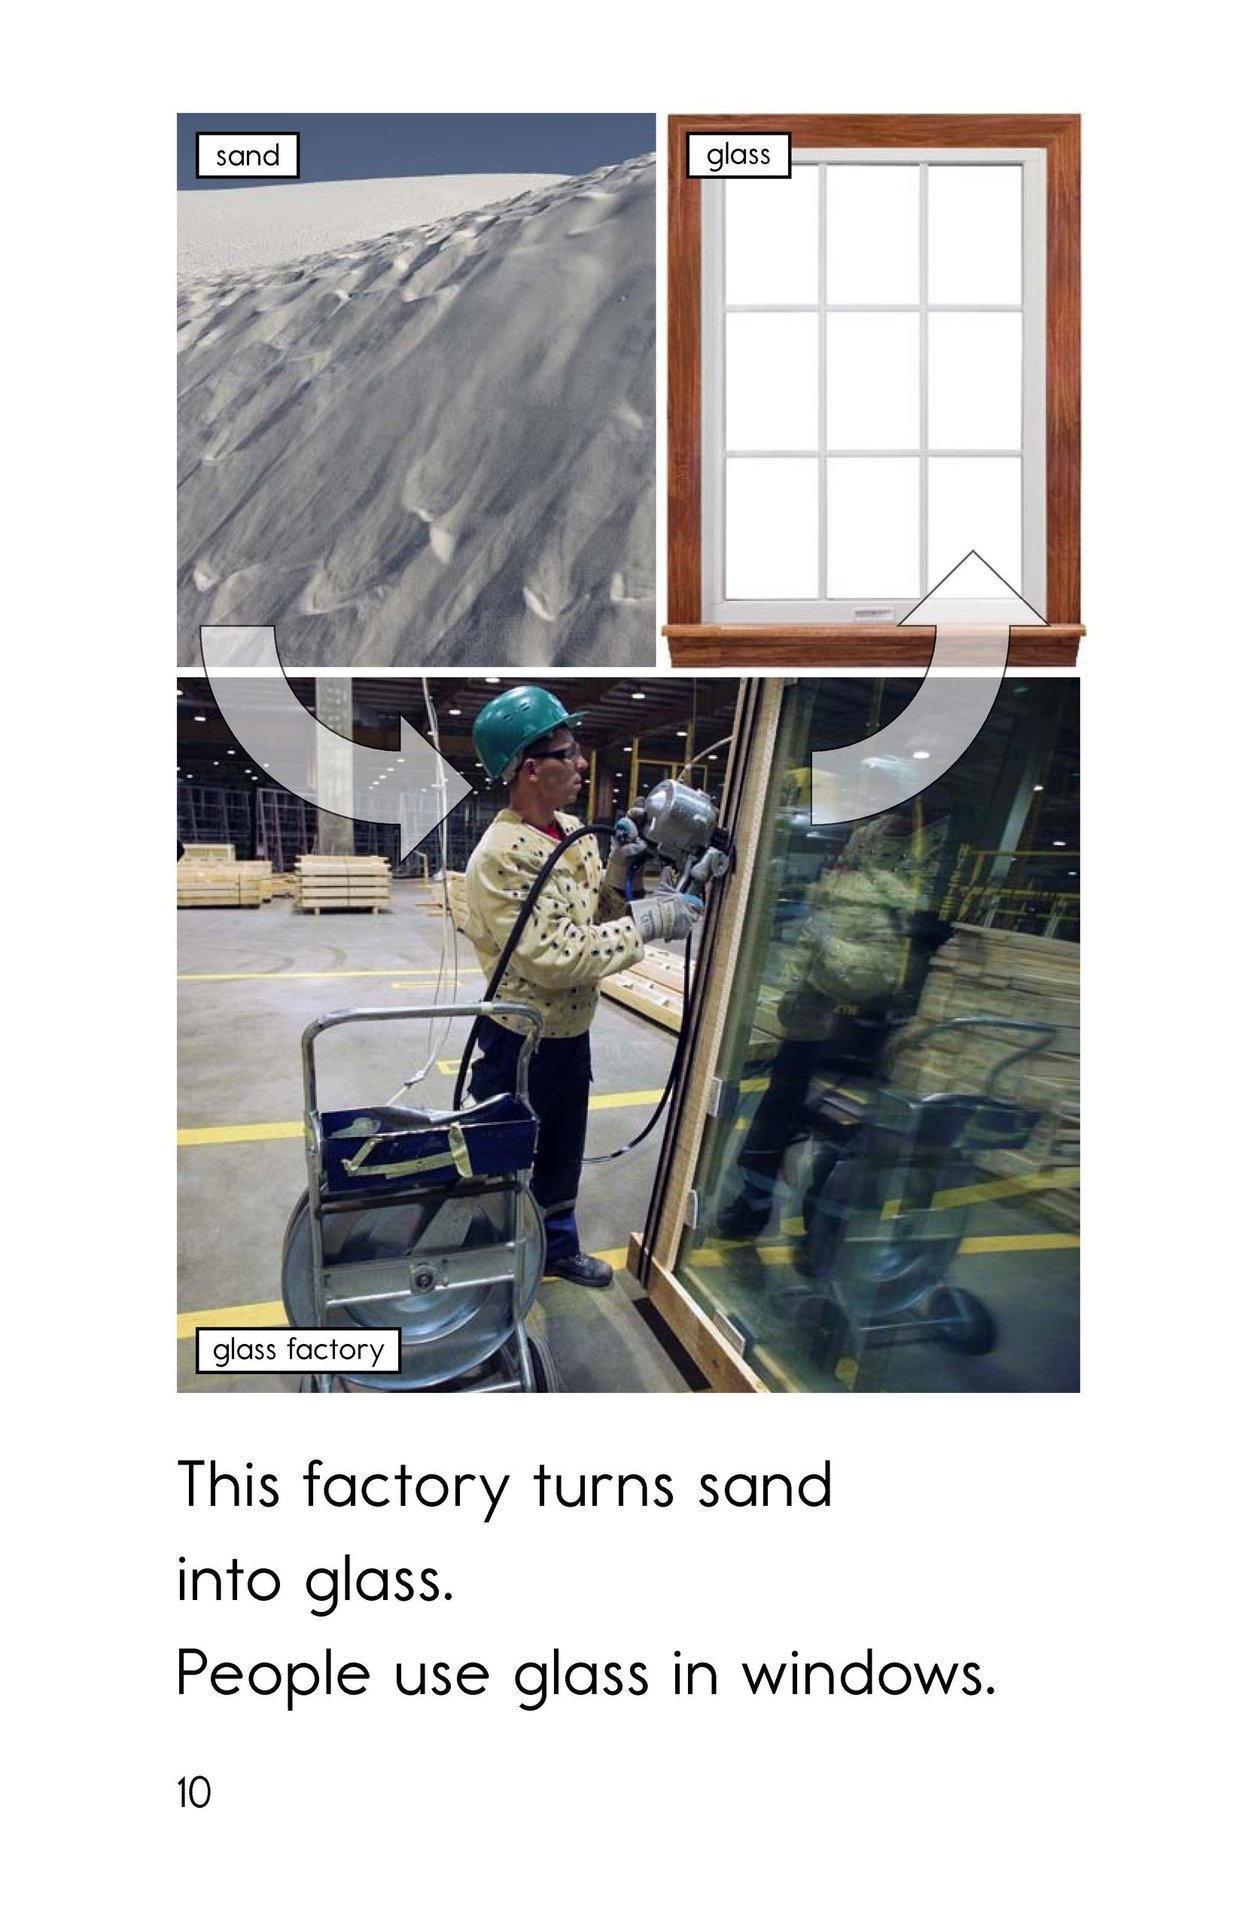 sand
glass
glass factory
This factory turns sand
into glass.
People use glass in windows.
10